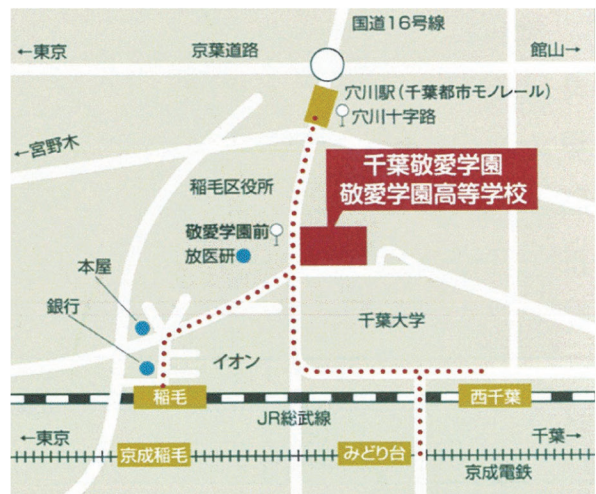 国道16号線
←東京
京葉道路
館山→
穴川駅(千葉都市モノレール)
穴川十字路
←宮野木
千葉敬愛学園
敬愛学園高等学校
稲毛区役所
敬愛学園前
放医研
本屋
銀行
千葉大学
イオン
稲毛
西千葉
JR総武線
←東京
千葉→
京成稲毛
みどり台
京成電鉄